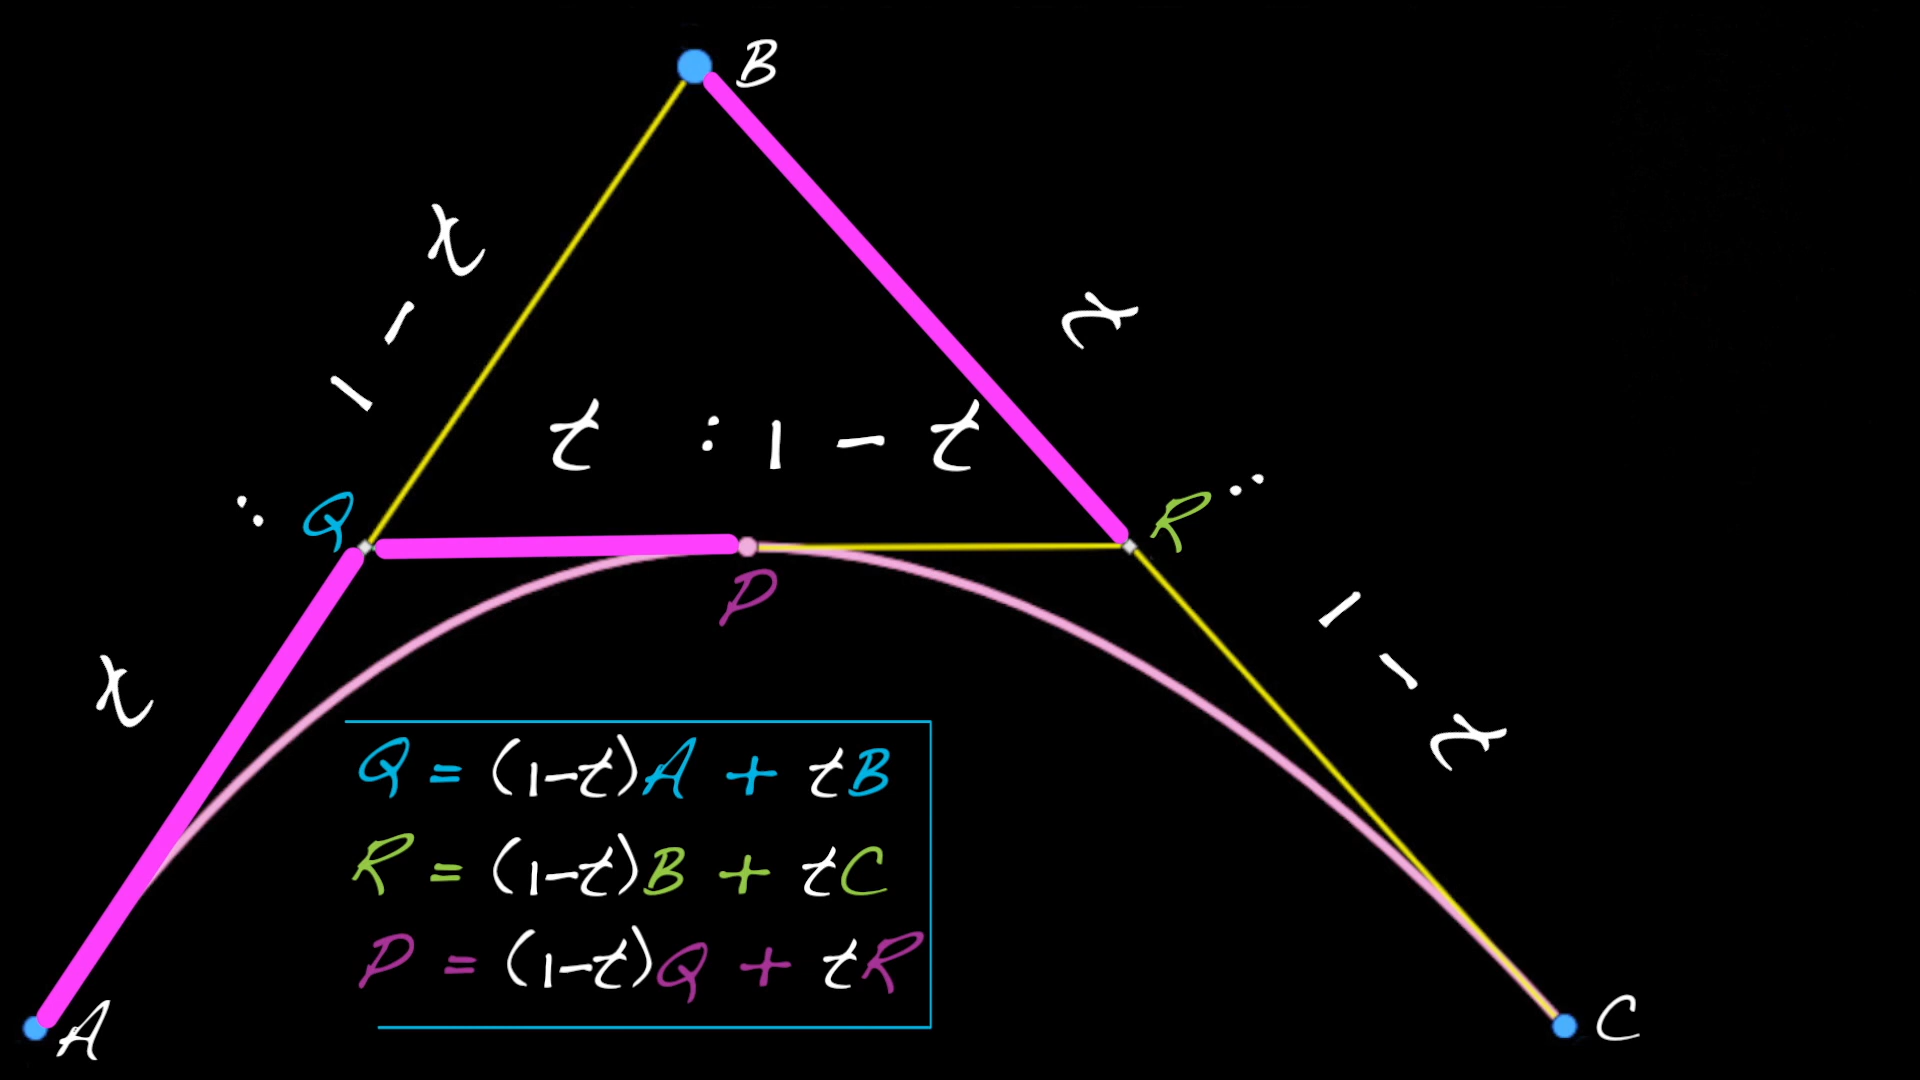 B
t : 1 - t
t : 1 - t
t : 1 - t
Q
R
P
Q = (1-t)A + tB
R = (1-t)B + tC
P = (1-t)Q + tR
A
C